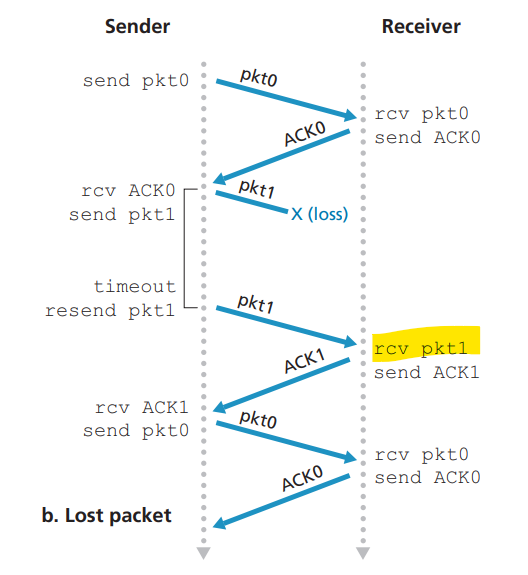 Sender
Receiver
send pkt0
pkt0
rcv pkt0
send ACK0
ACK0
rcv ACK0
send pkt1
pkt1
X (loss)
timeout
resend pkt1
pkt1
rcv pkt1
send ACK1
ACK1
rcv ACK1
send pkt0
pkt0
rcv pkt0
send ACK0
ACK0
b. Lost packet